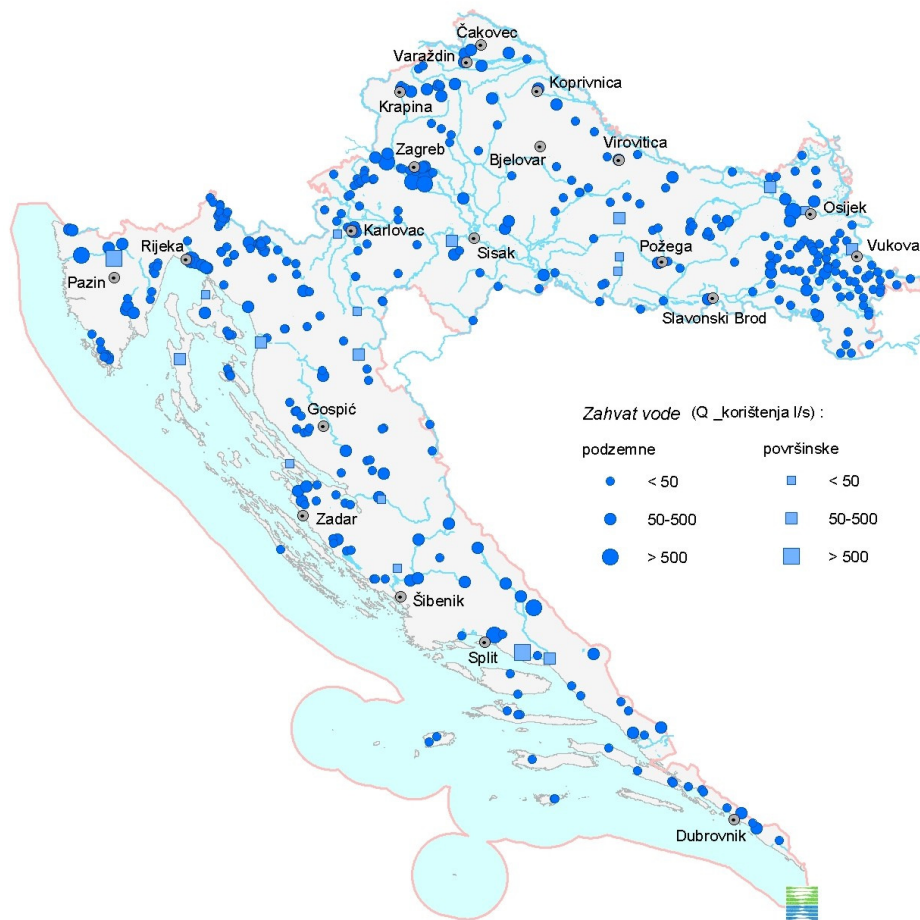 Čakovec
Varaždin
Koprivnica
Krapina
Zagreb
Bjelovar
Virovitica
Osijek
Karlovac
Sisak
Rijeka
Požega
Vukova
Pazin
Slavonski Brod
Gospić
Zahvat vode (Q _korištenja l/s) :
podzemne površinske
< 50 < 50
50-500 50-500
> 500 > 500
Zadar
Šibenik
Split
Dubrovnik